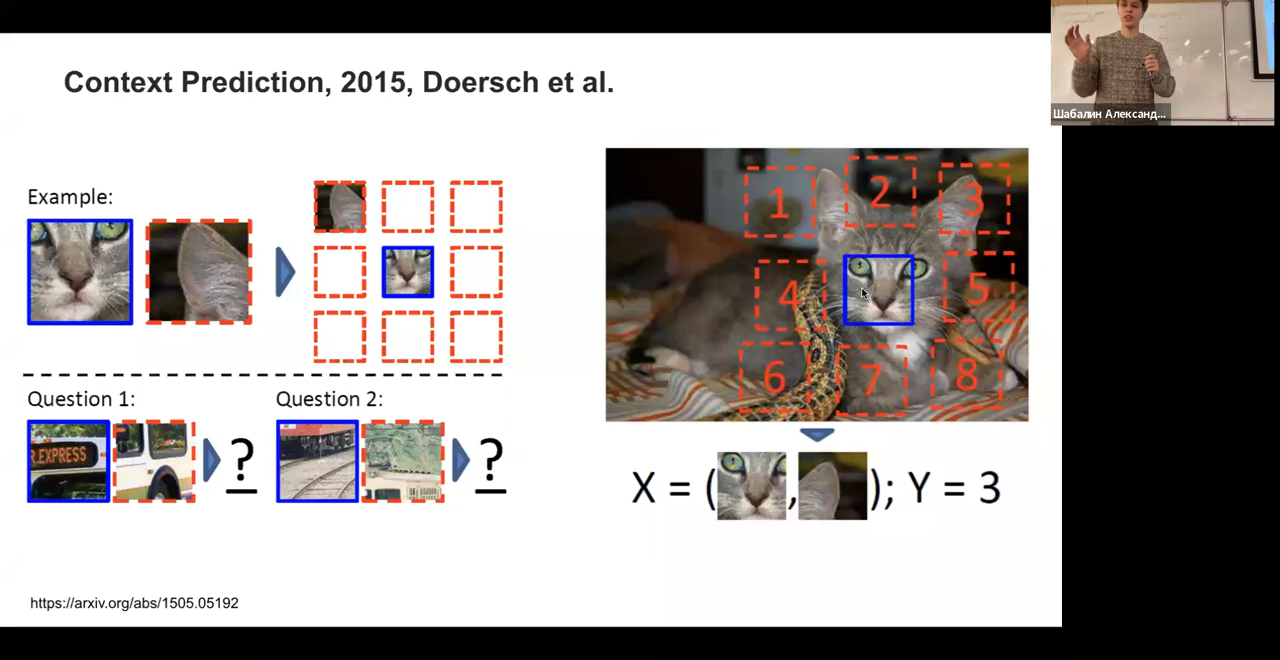 Context Prediction, 2015, Doersch et al.
Шабалин Александ...
Example:
1 2 3
4 5
6 7 8
Question 1:
Question 2:
R.EXPRESS
?
?
X = ( , ); Y = 3
https://arxiv.org/abs/1505.05192